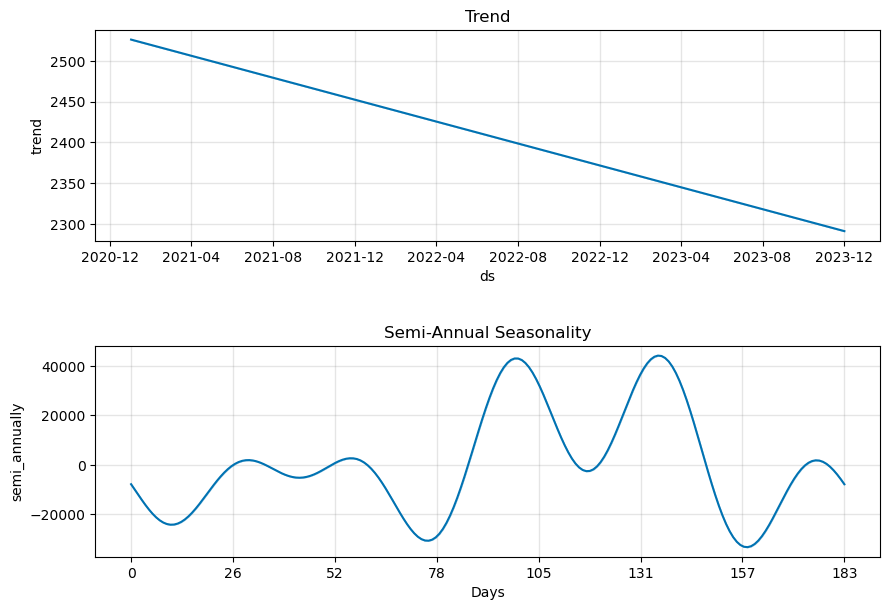 Trend
trend
2500
2450
2400
2350
2300
2020-12 2021-04 2021-08 2021-12 2022-04 2022-08 2022-12 2023-04 2023-08 2023-12
ds
Semi-Annual Seasonality
semi_annually
40000
20000
0
−20000
0 26 52 78 105 131 157 183
Days